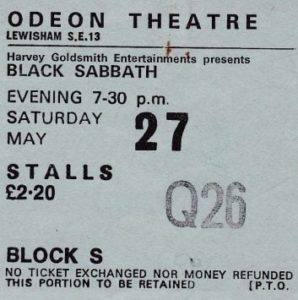 ODEON THEATRE
LEWISHAM S.E.13
Harvey Goldsmith Entertainments presents
BLACK SABBATH
EVENING 7-30 p.m.
SATURDAY
MAY 27
STALLS
£2·20
Q26
BLOCK S
NO TICKET EXCHANGED NOR MONEY REFUNDED
THIS PORTION TO BE RETAINED [P.T.O.